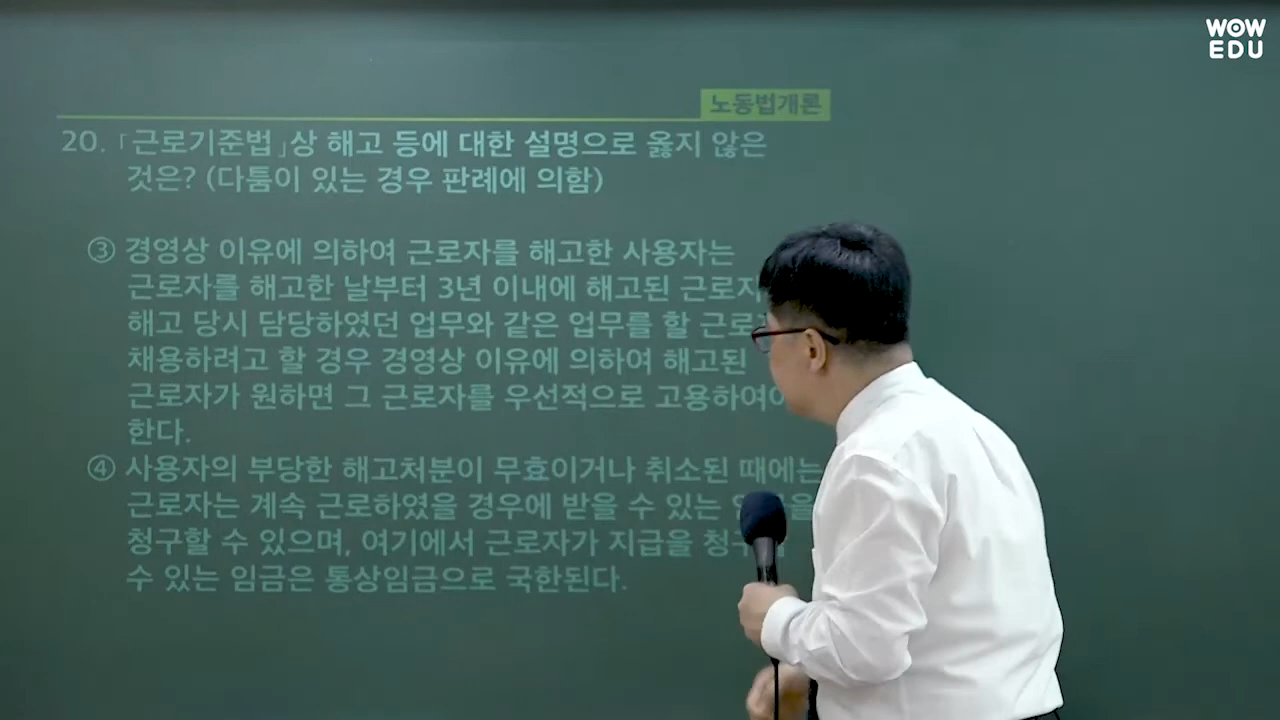 WOW
EDU
노동법개론
20. 「근로기준법」상 해고 등에 대한 설명으로 옳지 않은
것은? (다툼이 있는 경우 판례에 의함)
③ 경영상 이유에 의하여 근로자를 해고한 사용자는
근로자를 해고한 날부터 3년 이내에 해고된
해고 당시 담당하였던 업무와 같은 업무를 할
채용하려고 할 경우 경영상 이유에 의하여 해고된
근로자가 원하면 그 근로자를 우선적으로 고용하여야
한다.
④ 사용자의 부당한 해고처분이 무효이거나 취소된 때에는
근로자는 계속 근로하였을 경우에 받을 수 있는
청구할 수 있으며, 여기에서 근로자가 지급을
수 있는 임금은 통상임금으로 국한된다.